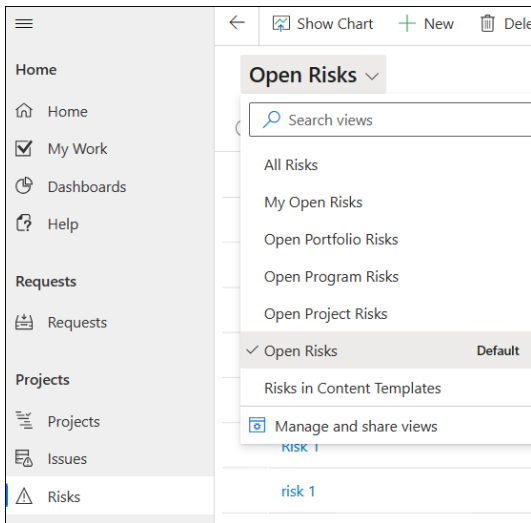 Show Chart
New
Home
Open Risks
Search views
Home
My Work
Dashboards
Help
All Risks
My Open Risks
Open Portfolio Risks
Open Program Risks
Open Project Risks
Open Risks Default
Risks in Content Templates
Manage and share views
Requests
Requests
Projects
Projects
Issues
Risks
Risk 1
risk 1